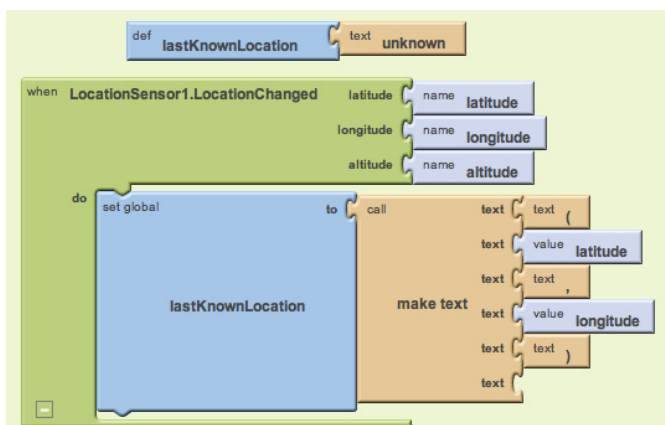 def lastKnownLocation text unknown
when LocationSensor1.LocationChanged latitude name latitude
longitude name longitude
altitude name altitude
do set global lastKnownLocation to call make text text text (
text value latitude
text text ,
text value longitude
text text )
text